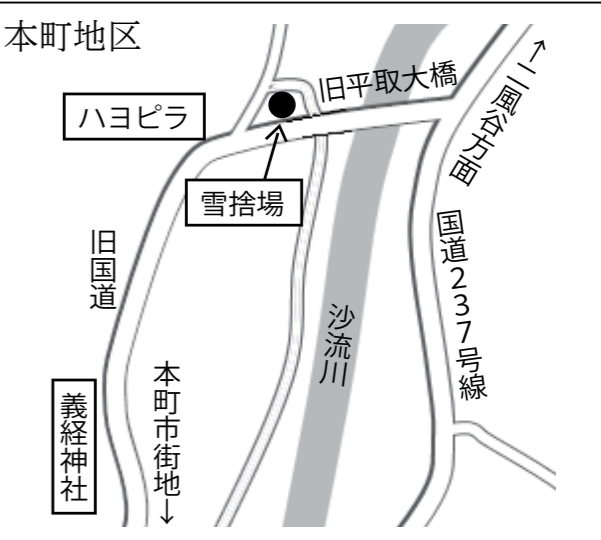 本町地区
旧平取大橋
↑二風谷方面
ハヨピラ
雪捨場
旧国道
国道237号線
沙流川
義経神社
本町市街地↓